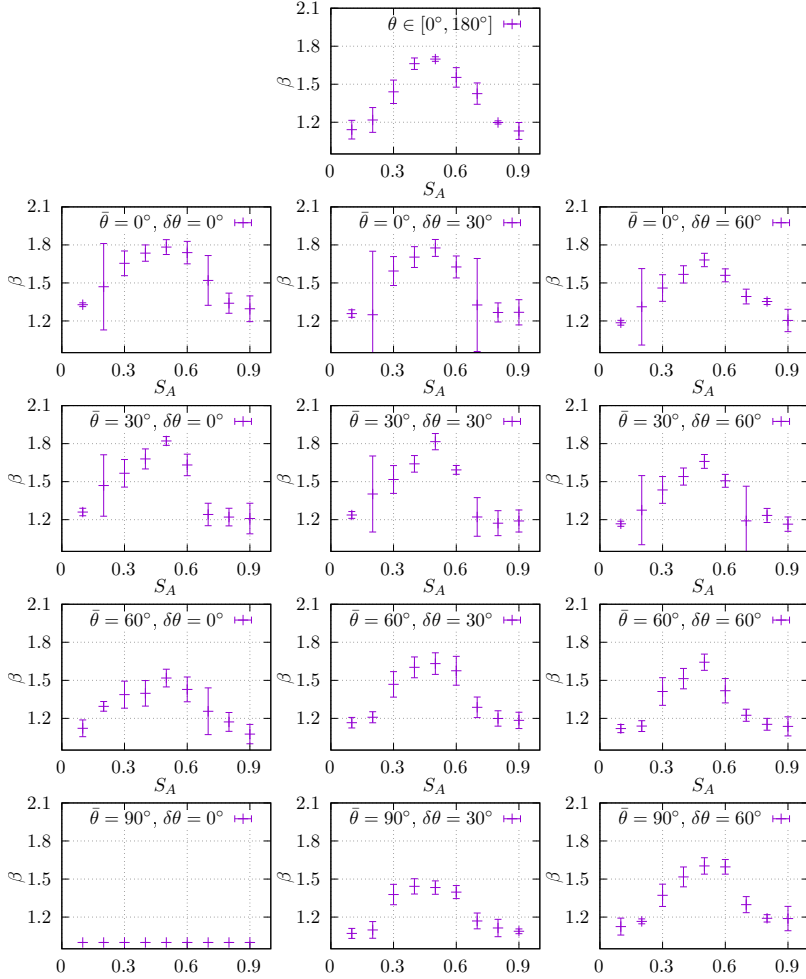 2.1
1.8
1.5
1.2
β
θ ∈ [0°, 180°]
0 0.3 0.6 0.9
S_A
2.1
1.8
1.5
1.2
β
θ̄ = 0°, δθ = 0°
0 0.3 0.6 0.9
S_A
2.1
1.8
1.5
1.2
β
θ̄ = 0°, δθ = 30°
0 0.3 0.6 0.9
S_A
2.1
1.8
1.5
1.2
β
θ̄ = 0°, δθ = 60°
0 0.3 0.6 0.9
S_A
2.1
1.8
1.5
1.2
β
θ̄ = 30°, δθ = 0°
0 0.3 0.6 0.9
S_A
2.1
1.8
1.5
1.2
β
θ̄ = 30°, δθ = 30°
0 0.3 0.6 0.9
S_A
2.1
1.8
1.5
1.2
β
θ̄ = 30°, δθ = 60°
0 0.3 0.6 0.9
S_A
2.1
1.8
1.5
1.2
β
θ̄ = 60°, δθ = 0°
0 0.3 0.6 0.9
S_A
2.1
1.8
1.5
1.2
β
θ̄ = 60°, δθ = 30°
0 0.3 0.6 0.9
S_A
2.1
1.8
1.5
1.2
β
θ̄ = 60°, δθ = 60°
0 0.3 0.6 0.9
S_A
2.1
1.8
1.5
1.2
β
θ̄ = 90°, δθ = 0°
0 0.3 0.6 0.9
2.1
1.8
1.5
1.2
β
θ̄ = 90°, δθ = 30°
0 0.3 0.6 0.9
2.1
1.8
1.5
1.2
β
θ̄ = 90°, δθ = 60°
0 0.3 0.6 0.9